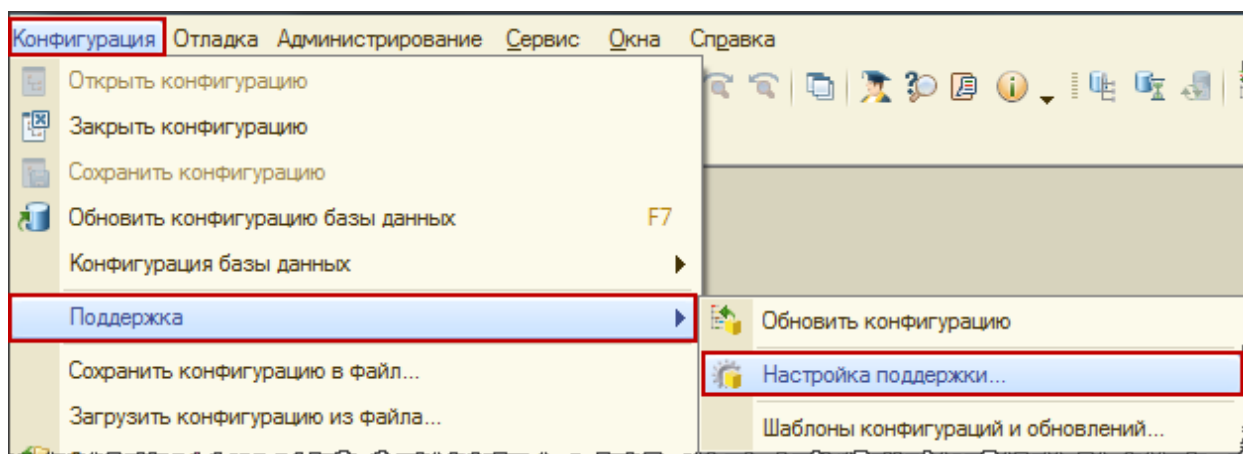 Конфигурация Отладка Администрирование Сервис Окна Справка
Открыть конфигурацию
Закрыть конфигурацию
Сохранить конфигурацию
Обновить конфигурацию базы данных F7
Конфигурация базы данных
Поддержка
Обновить конфигурацию
Сохранить конфигурацию в файл...
Настройка поддержки...
Загрузить конфигурацию из файла...
Шаблоны конфигураций и обновлений...